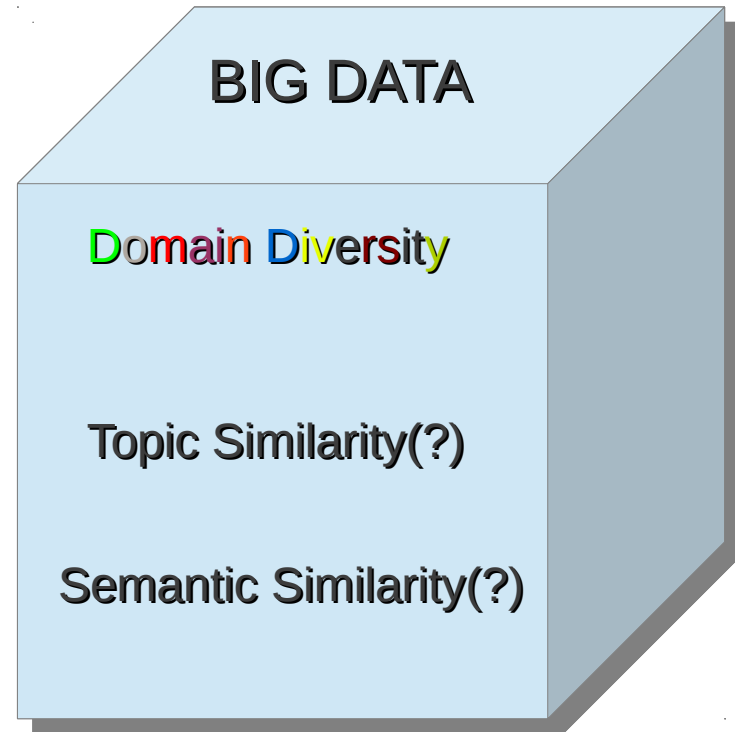 BIG DATA
Domain Diversity
Topic Similarity(?)
Semantic Similarity(?)